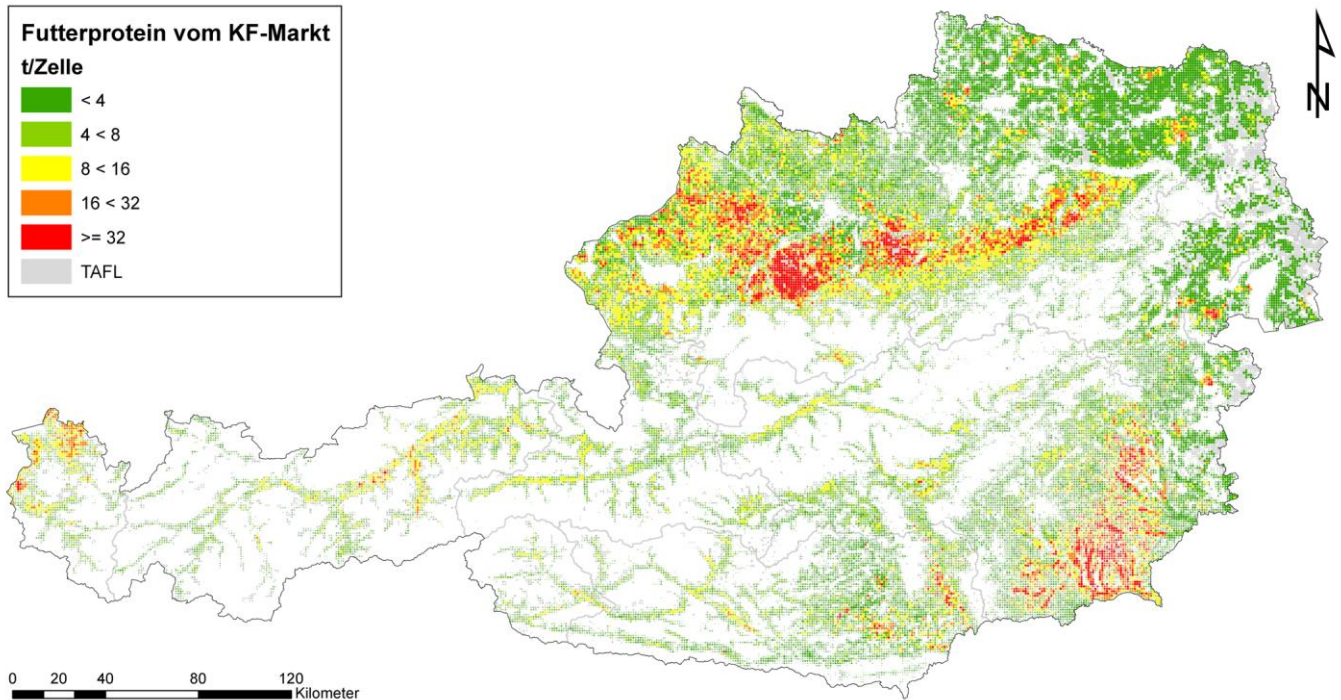 Futterprotein vom KF-Markt
t/Zelle
< 4
4 < 8
8 < 16
16 < 32
>= 32
TAFL
N
0 20 40 80 120
Kilometer